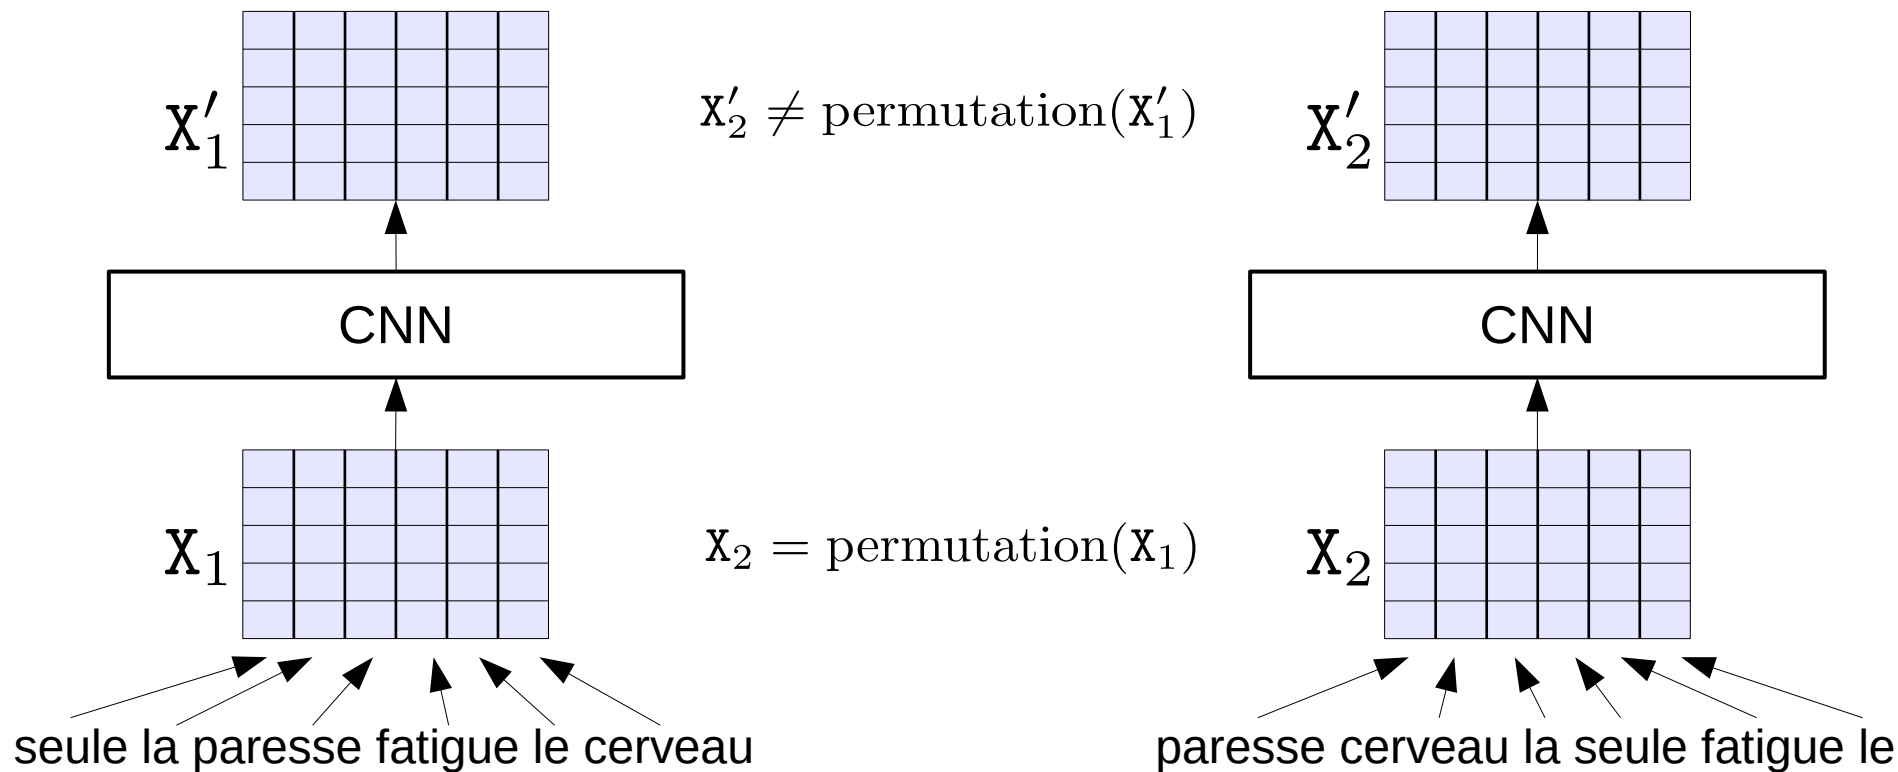 X′₁ X′₂ ≠ permutation(X′₁) X′₂
CNN CNN
X₁ X₂ = permutation(X₁) X₂
seule la paresse fatigue le cerveau paresse cerveau la seule fatigue le